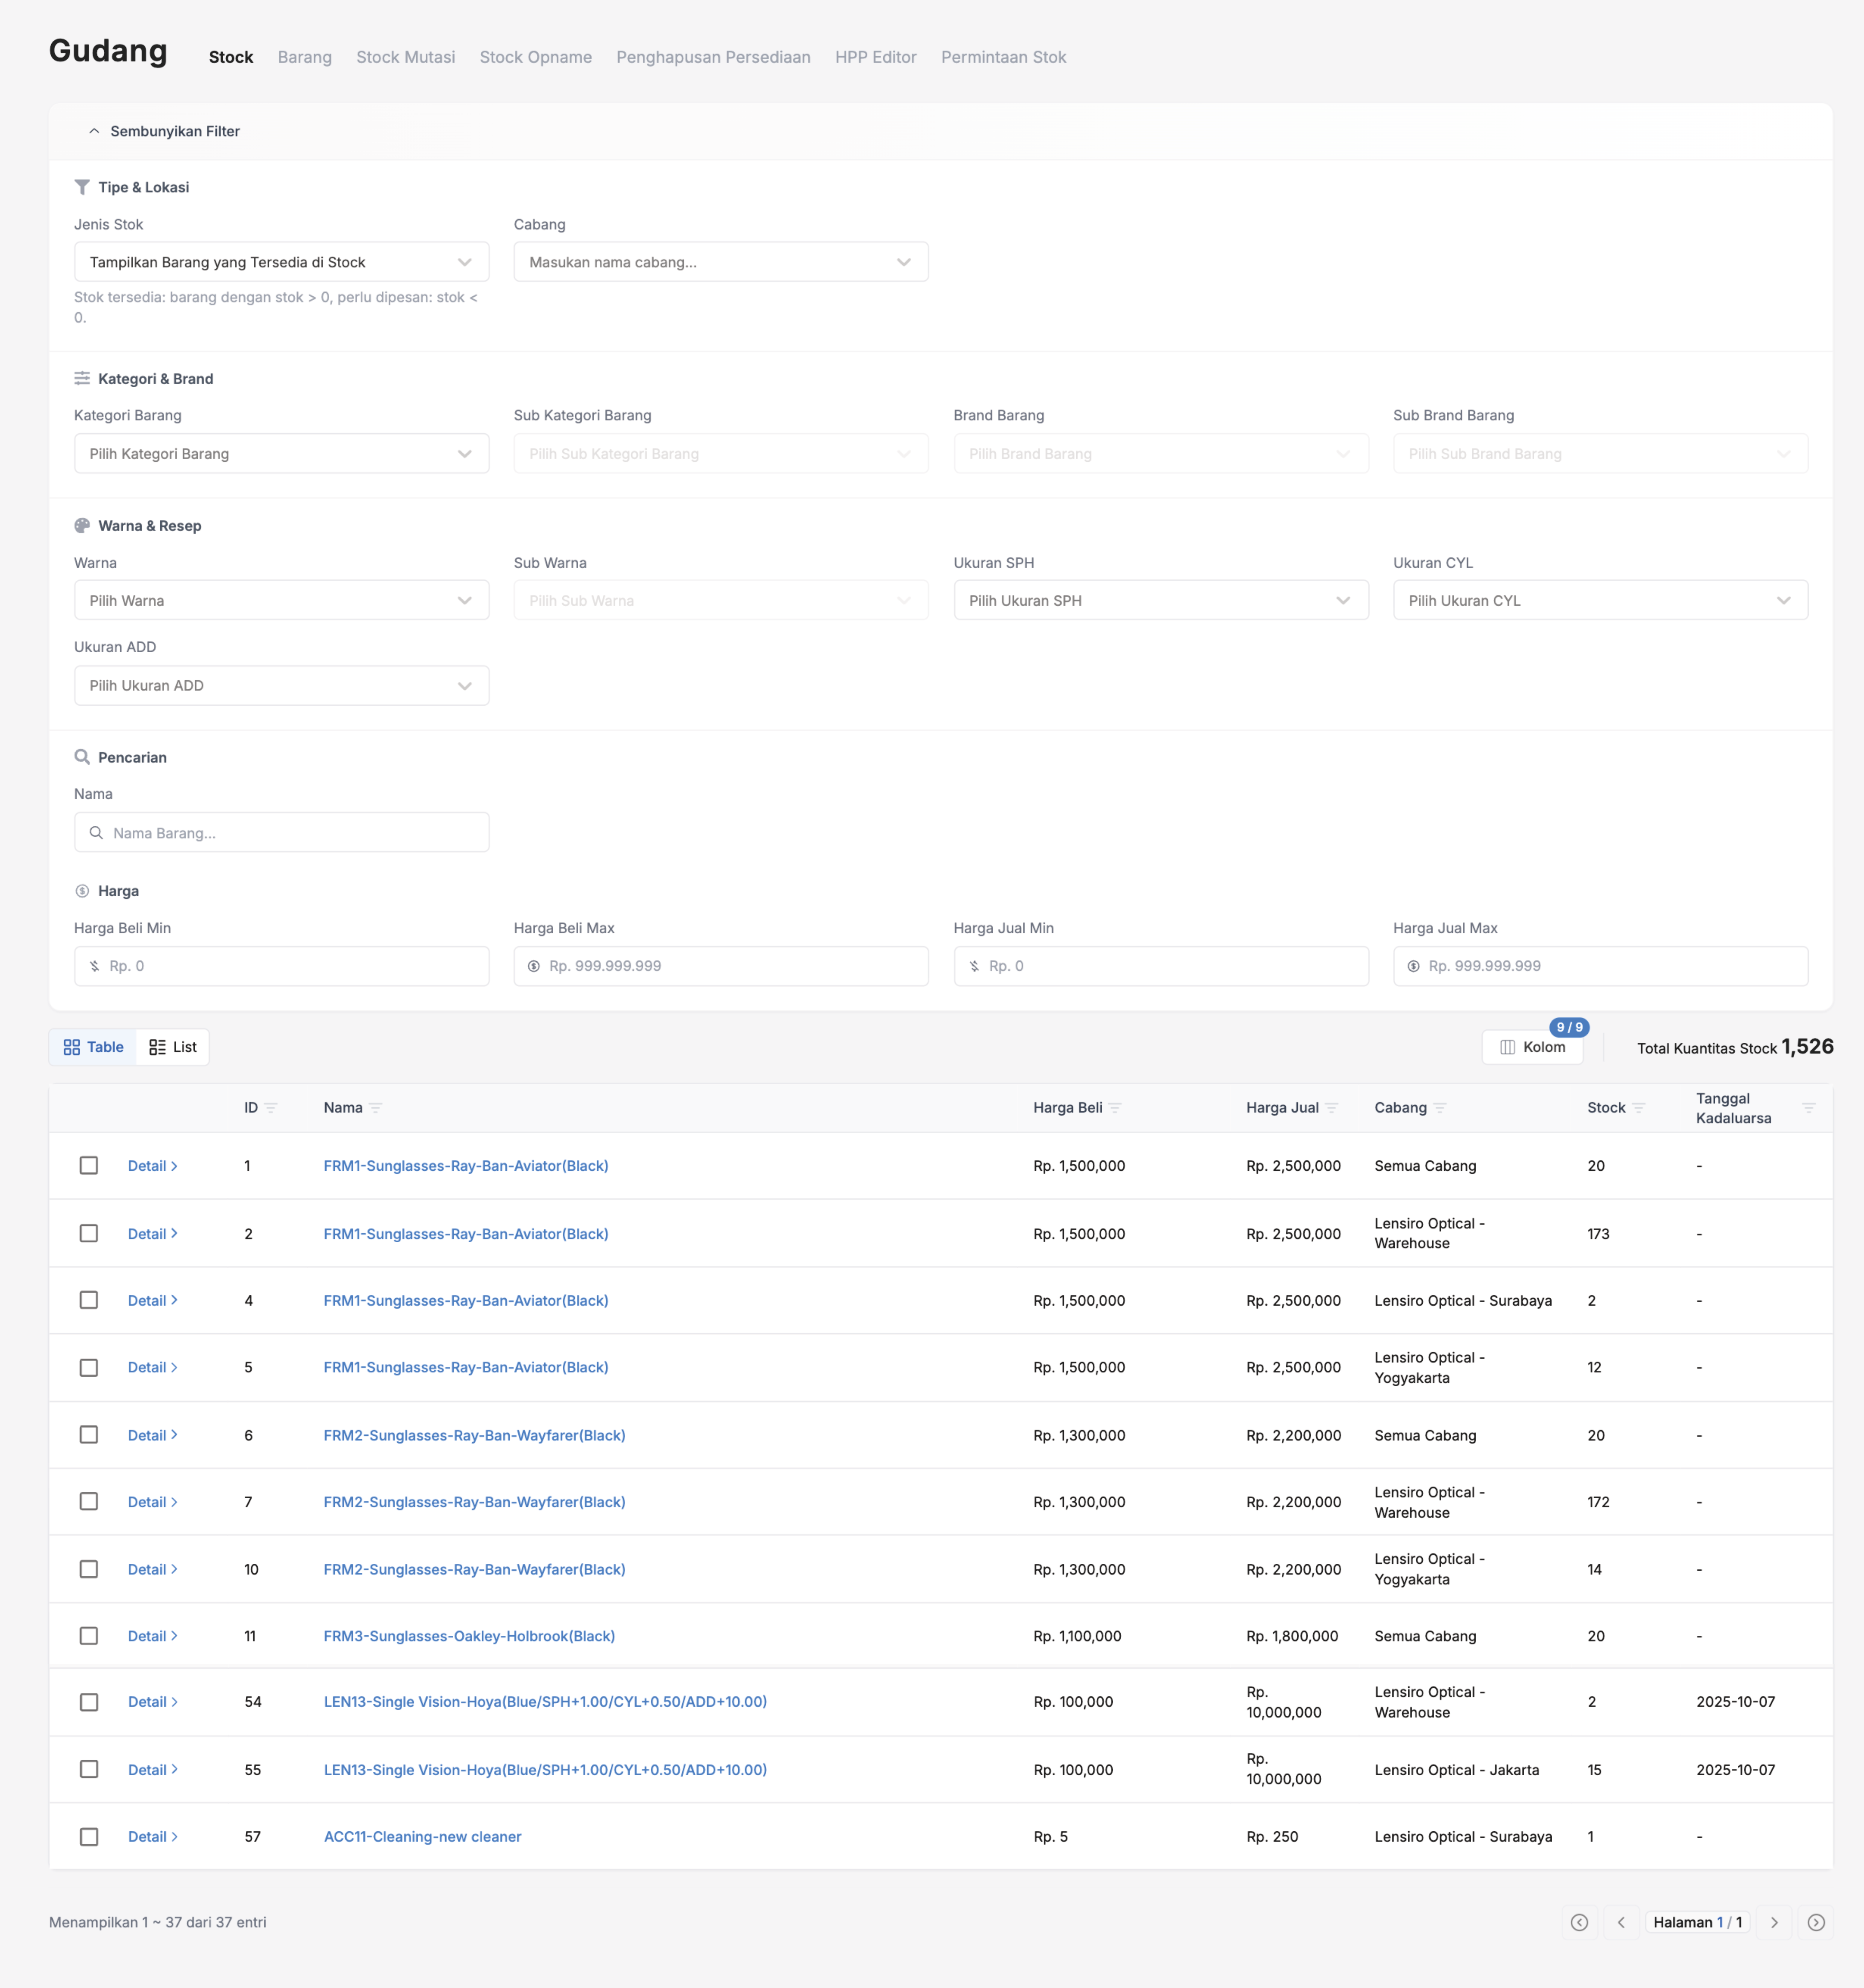 Gudang
Stock Barang Stock Mutasi Stock Opname Penghapusan Persediaan HPP Editor Permintaan Stok
Sembunyikan Filter
Tipe & Lokasi
Jenis Stok Cabang
Tampilkan Barang yang Tersedia di Stock Masukan nama cabang...
Stok tersedia: barang dengan stok > 0, perlu dipesan: stok <
0.
Kategori & Brand
Kategori Barang Sub Kategori Barang Brand Barang Sub Brand Barang
Pilih Kategori Barang Pilih Sub Kategori Barang Pilih Brand Barang Pilih Sub Brand Barang
Warna & Resep
Warna Sub Warna Ukuran SPH Ukuran CYL
Pilih Warna Pilih Sub Warna Pilih Ukuran SPH Pilih Ukuran CYL
Ukuran ADD
Pilih Ukuran ADD
Pencarian
Nama
Nama Barang...
Harga
Harga Beli Min Harga Beli Max Harga Jual Min Harga Jual Max
Rp. 0 Rp. 999.999.999 Rp. 0 Rp. 999.999.999
Table List Kolom 9 / 9 Total Kuantitas Stock 1,526
ID Nama Harga Beli Harga Jual Cabang Stock Tanggal Kadaluarsa
Detail 1 FRM1-Sunglasses-Ray-Ban-Aviator(Black) Rp. 1,500,000 Rp. 2,500,000 Semua Cabang 20 -
Detail 2 FRM1-Sunglasses-Ray-Ban-Aviator(Black) Rp. 1,500,000 Rp. 2,500,000 Lensiro Optical - Warehouse 173 -
Detail 4 FRM1-Sunglasses-Ray-Ban-Aviator(Black) Rp. 1,500,000 Rp. 2,500,000 Lensiro Optical - Surabaya 2 -
Detail 5 FRM1-Sunglasses-Ray-Ban-Aviator(Black) Rp. 1,500,000 Rp. 2,500,000 Lensiro Optical - Yogyakarta 12 -
Detail 6 FRM2-Sunglasses-Ray-Ban-Wayfarer(Black) Rp. 1,300,000 Rp. 2,200,000 Semua Cabang 20 -
Detail 7 FRM2-Sunglasses-Ray-Ban-Wayfarer(Black) Rp. 1,300,000 Rp. 2,200,000 Lensiro Optical - Warehouse 172 -
Detail 10 FRM2-Sunglasses-Ray-Ban-Wayfarer(Black) Rp. 1,300,000 Rp. 2,200,000 Lensiro Optical - Yogyakarta 14 -
Detail 11 FRM3-Sunglasses-Oakley-Holbrook(Black) Rp. 1,100,000 Rp. 1,800,000 Semua Cabang 20 -
Detail 54 LEN13-Single Vision-Hoya(Blue/SPH+1.00/CYL+0.50/ADD+10.00) Rp. 100,000 Rp. 10,000,000 Lensiro Optical - Warehouse 2 2025-10-07
Detail 55 LEN13-Single Vision-Hoya(Blue/SPH+1.00/CYL+0.50/ADD+10.00) Rp. 100,000 Rp. 10,000,000 Lensiro Optical - Jakarta 15 2025-10-07
Detail 57 ACC11-Cleaning-new cleaner Rp. 5 Rp. 250 Lensiro Optical - Surabaya 1 -
Menampilkan 1 ~ 37 dari 37 entri Halaman 1 / 1